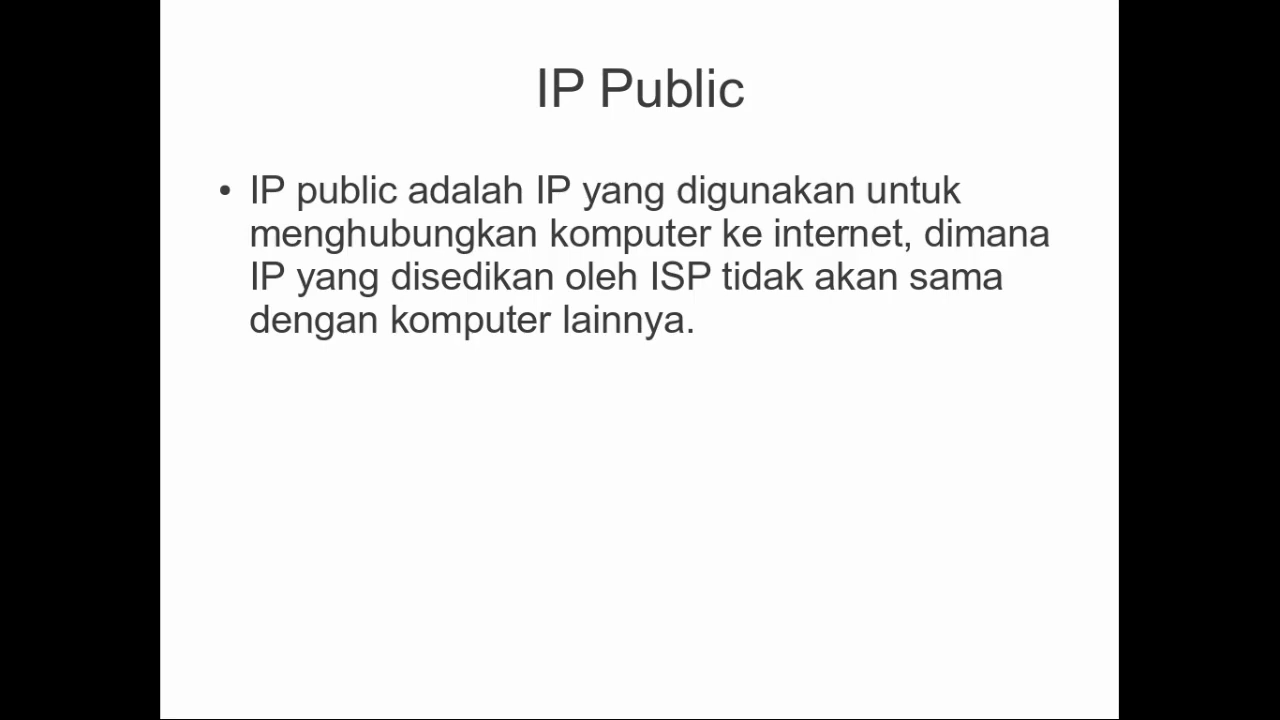 IP Public
• IP public adalah IP yang digunakan untuk
menghubungkan komputer ke internet, dimana
IP yang disedikan oleh ISP tidak akan sama
dengan komputer lainnya.